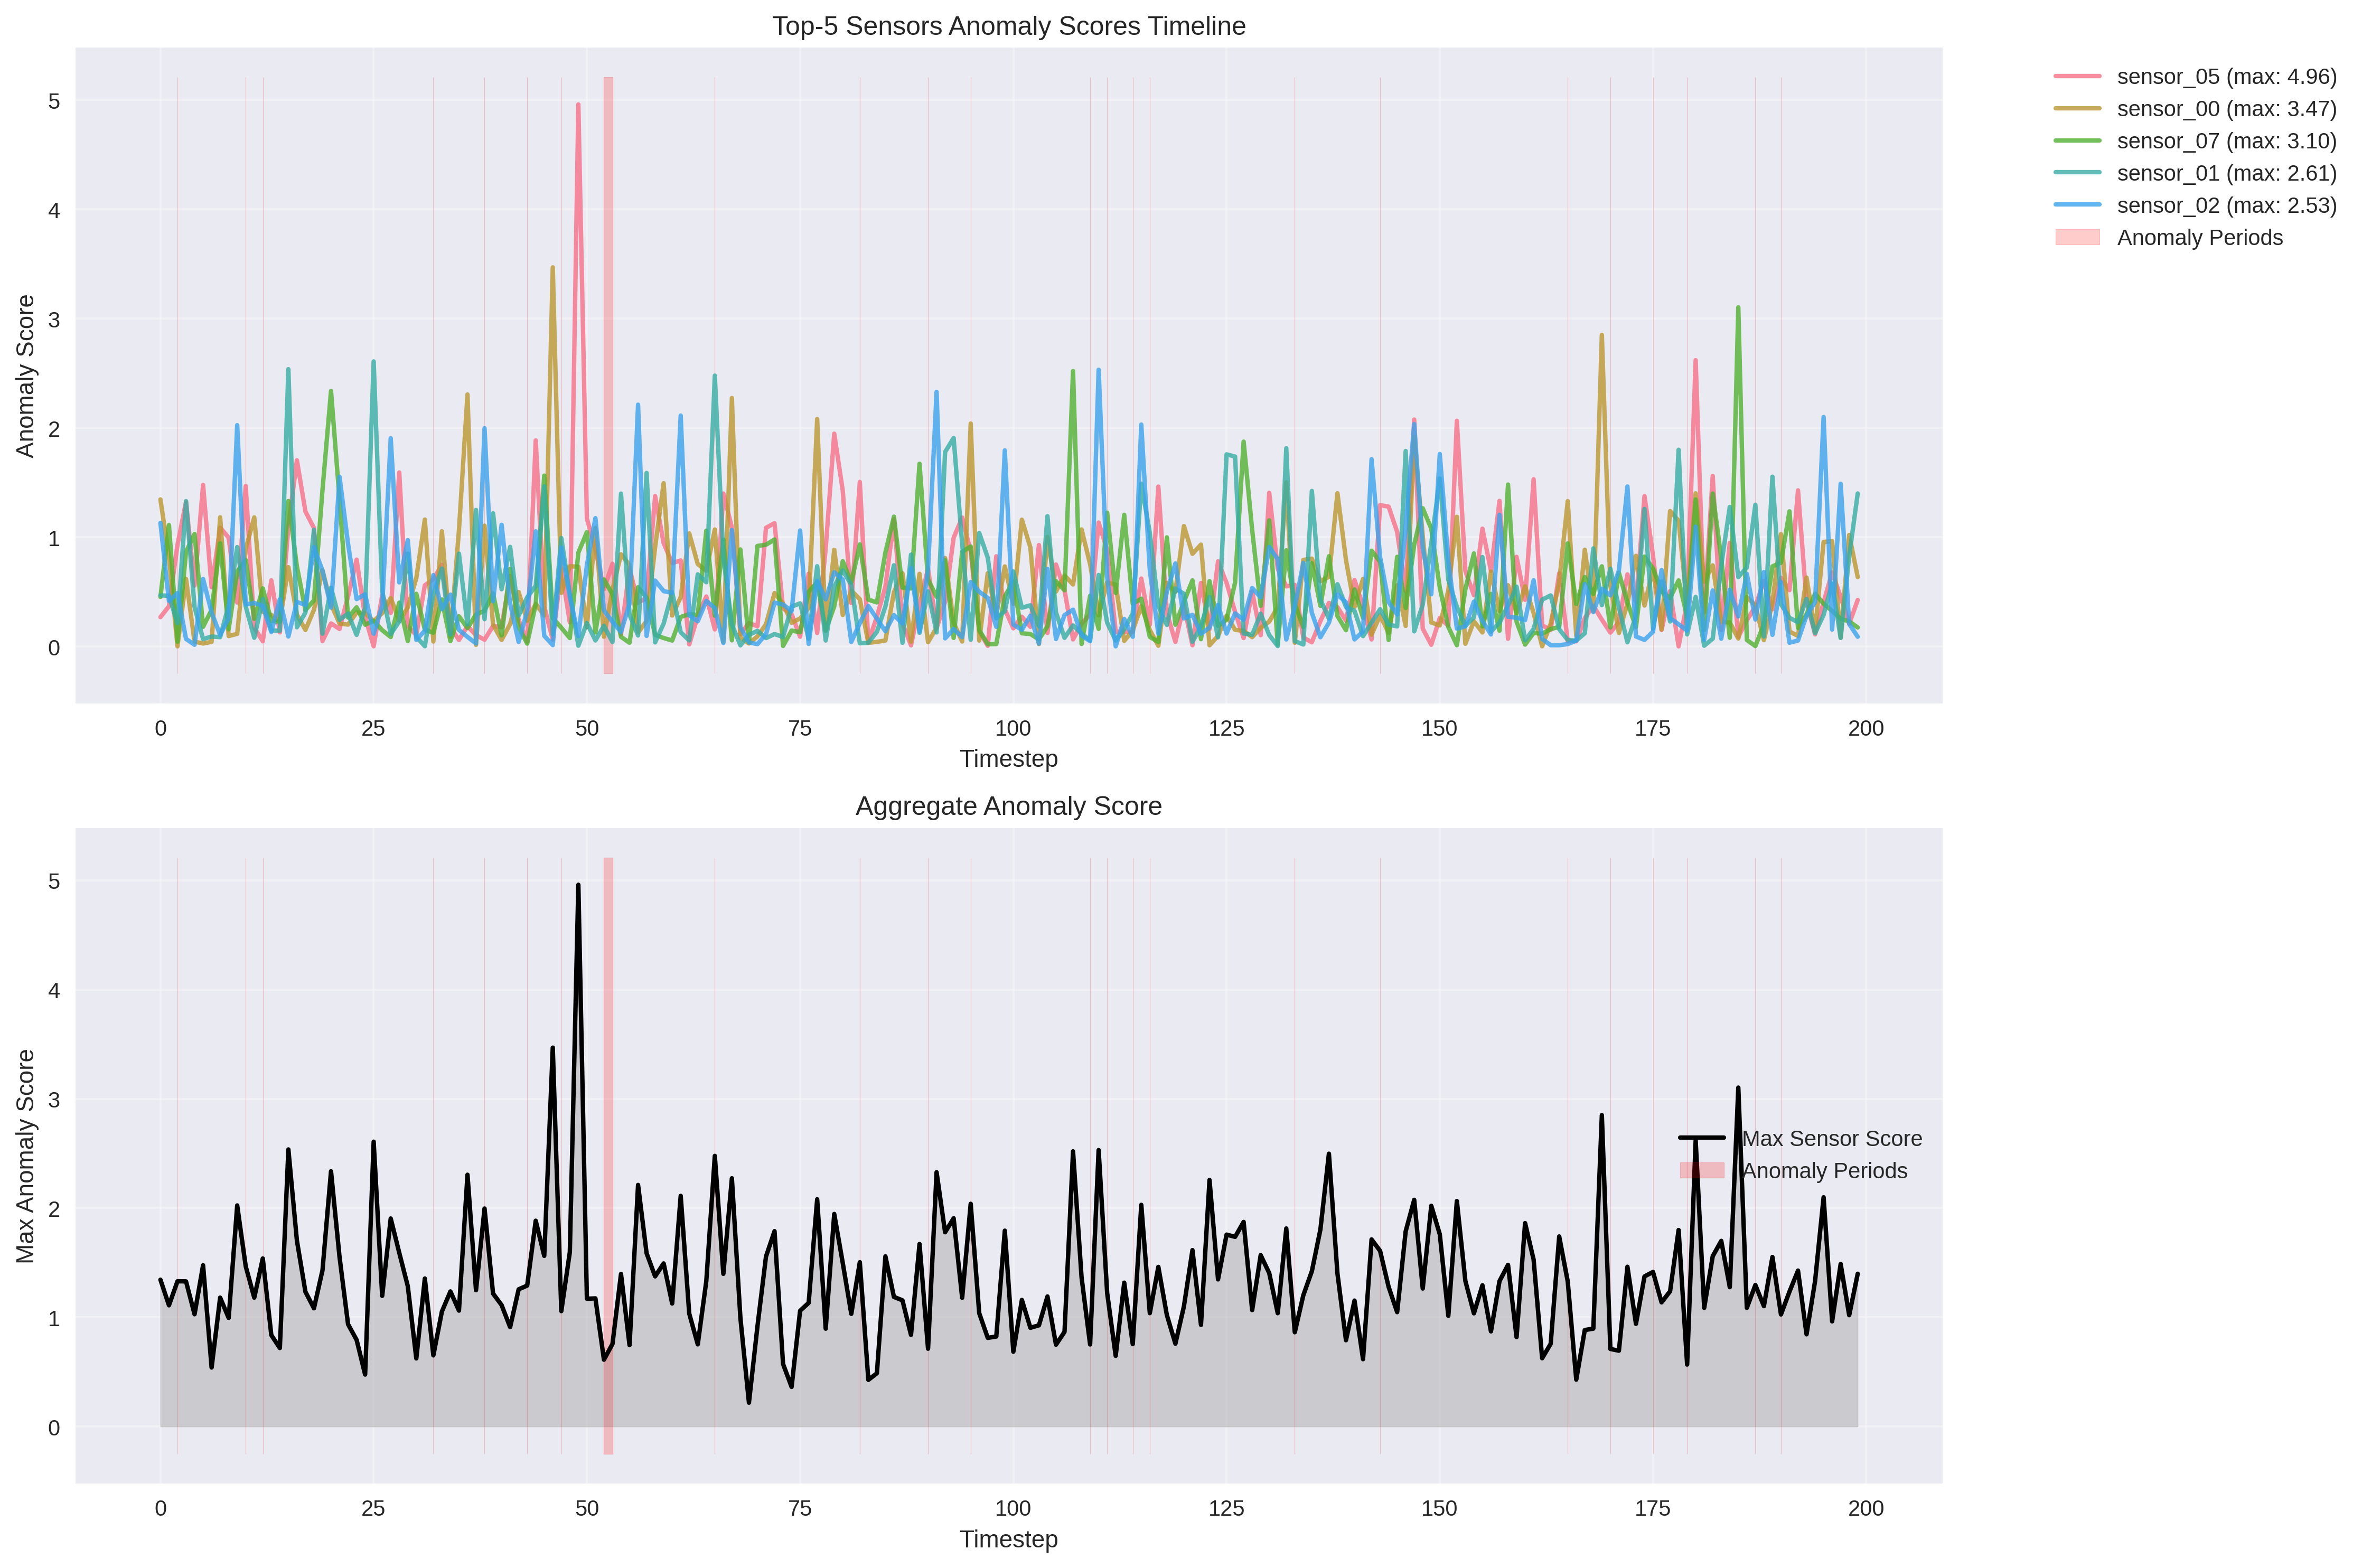 Top-5 Sensors Anomaly Scores Timeline
sensor_05 (max: 4.96)
sensor_00 (max: 3.47)
sensor_07 (max: 3.10)
sensor_01 (max: 2.61)
sensor_02 (max: 2.53)
Anomaly Periods
Anomaly Score
5
4
3
2
1
0
0 25 50 75 100 125 150 175 200
Timestep
Aggregate Anomaly Score
Max Anomaly Score
5
4
3
2
1
0
Max Sensor Score
Anomaly Periods
0 25 50 75 100 125 150 175 200
Timestep